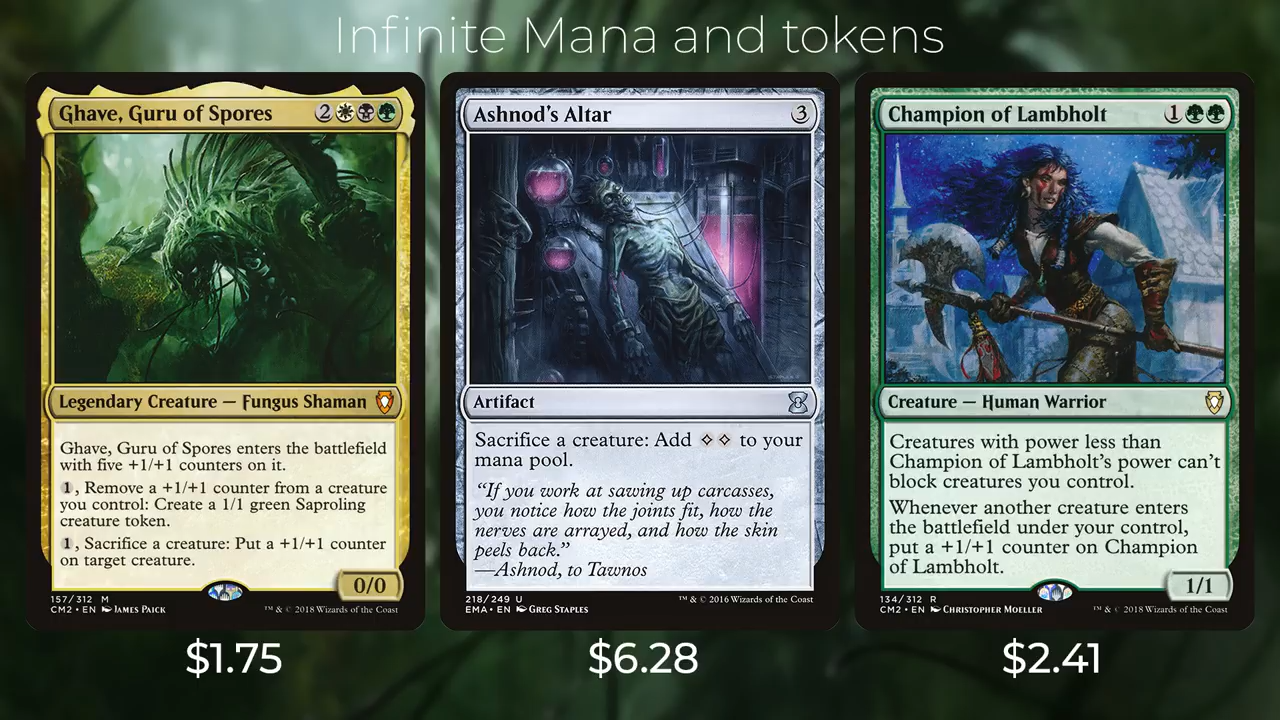 Infinite Mana and tokens
Ghave, Guru of Spores 2
Legendary Creature — Fungus Shaman
Ghave, Guru of Spores enters the battlefield
with five +1/+1 counters on it.
1, Remove a +1/+1 counter from a creature
you control: Create a 1/1 green Saproling
creature token.
1, Sacrifice a creature: Put a +1/+1 counter
on target creature.
0/0
157/312 M
CM2 • EN James Paick
™ & © 2018 Wizards of the Coast
$1.75
Ashnod's Altar 3
Artifact
Sacrifice a creature: Add to your
mana pool.
"If you work at sawing up carcasses,
you notice how the joints fit, how the
nerves are arrayed, and how the skin
peels back."
—Ashnod, to Tawnos
218/249 U
EMA • EN Greg Staples
™ & © 2016 Wizards of the Coast
$6.28
Champion of Lambholt 1
Creature — Human Warrior
Creatures with power less than
Champion of Lambholt's power can't
block creatures you control.
Whenever another creature enters
the battlefield under your control,
put a +1/+1 counter on Champion
of Lambholt.
1/1
134/312 R
CM2 • EN Christopher Moeller
™ & © 2018 Wizards of the Coast
$2.41